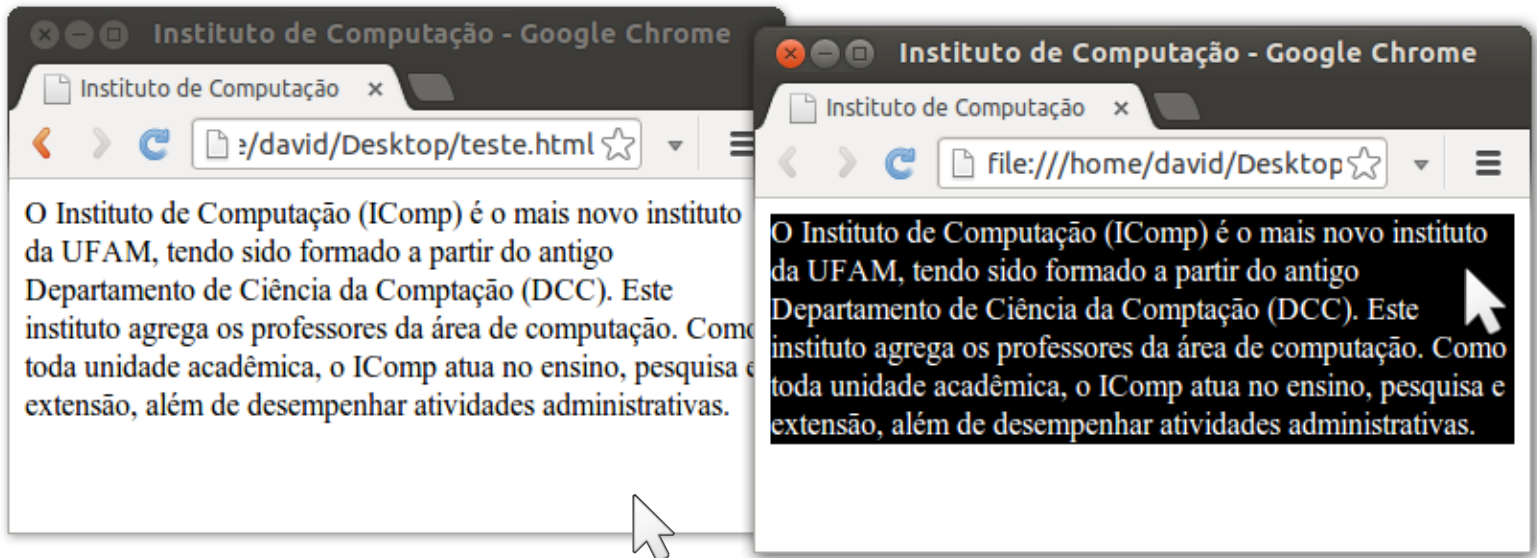 Instituto de Computação - Google Chrome
Instituto de Computação
e/david/Desktop/teste.html
O Instituto de Computação (IComp) é o mais novo instituto
da UFAM, tendo sido formado a partir do antigo
Departamento de Ciência da Comptação (DCC). Este
instituto agrega os professores da área de computação. Como
toda unidade acadêmica, o IComp atua no ensino, pesquisa e
extensão, além de desempenhar atividades administrativas.
Instituto de Computação - Google Chrome
Instituto de Computação
file:///home/david/Desktop
O Instituto de Computação (IComp) é o mais novo instituto
da UFAM, tendo sido formado a partir do antigo
Departamento de Ciência da Comptação (DCC). Este
instituto agrega os professores da área de computação. Como
toda unidade acadêmica, o IComp atua no ensino, pesquisa e
extensão, além de desempenhar atividades administrativas.